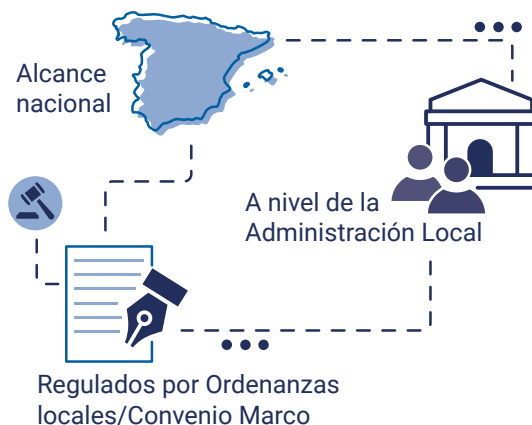 Alcance
nacional
A nivel de la
Administración Local
Regulados por Ordenanzas
locales/Convenio Marco